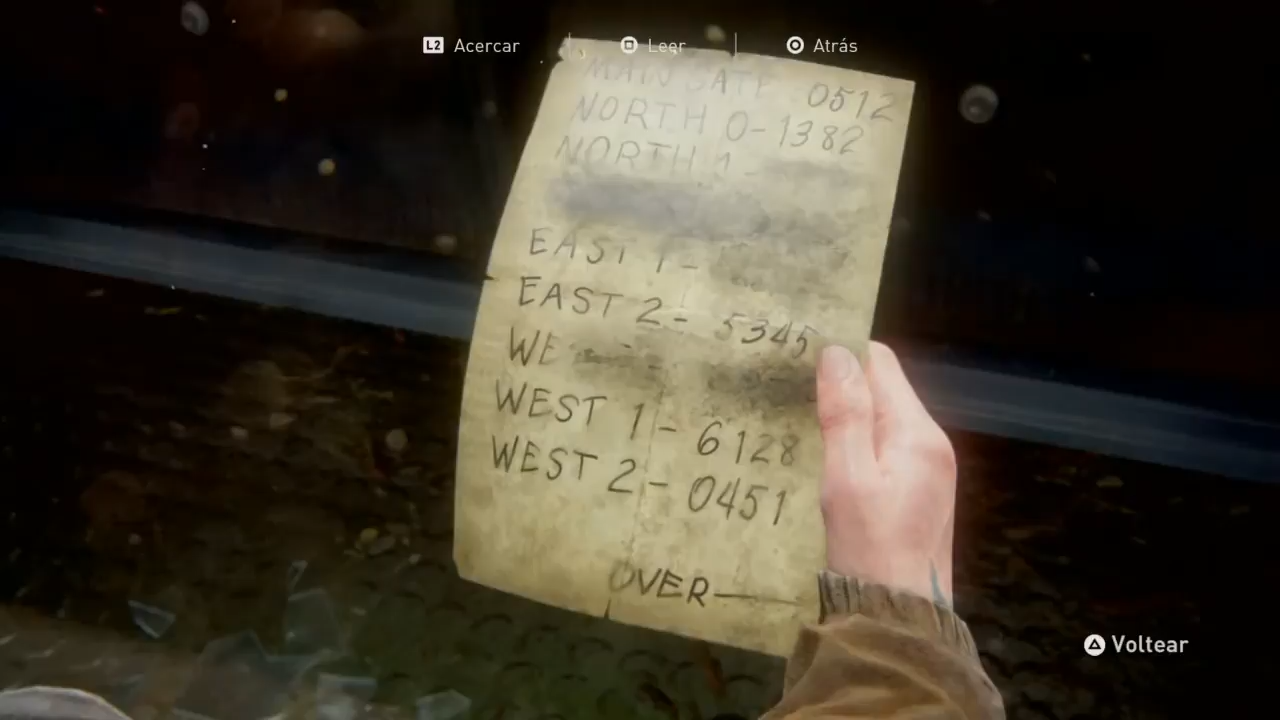 L2 Acercar Leer Atrás
MAIN GATE 0512
NORTH 0-1382
NORTH 1 -
EAST 1 -
EAST 2 - 5345
WE
WEST 1 - 6128
WEST 2 - 0451
OVER
Voltear